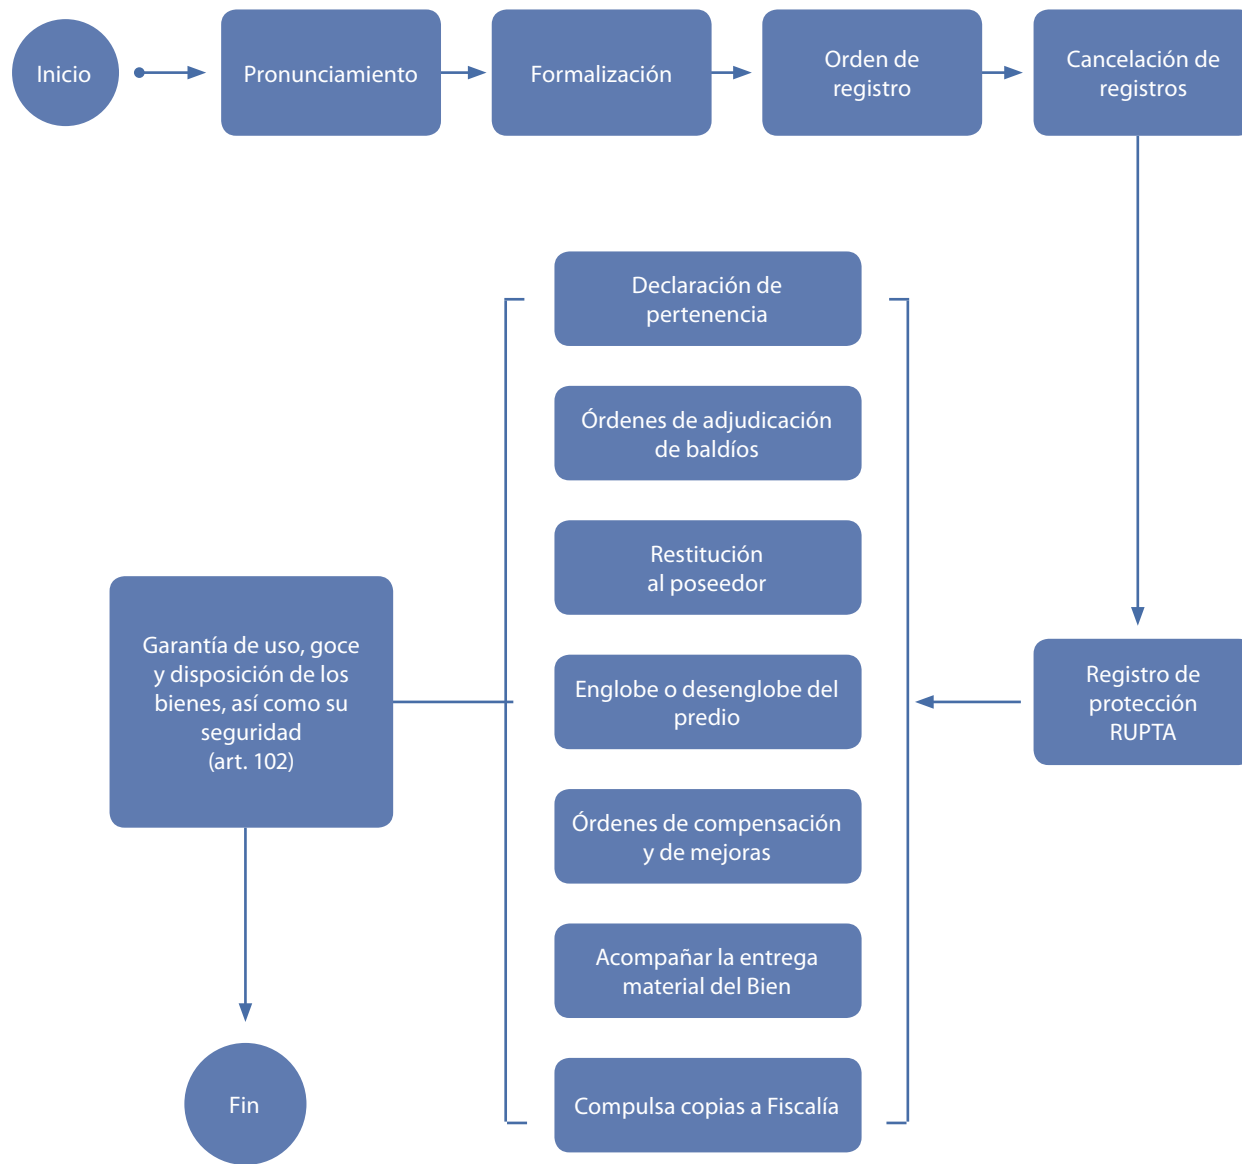 Inicio
Pronunciamiento
Formalización
Orden de
registro
Cancelación de
registros
Declaración de
pertenencia
Órdenes de adjudicación
de baldíos
Restitución
al poseedor
Englobe o desenglobe del
predio
Órdenes de compensación
y de mejoras
Acompañar la entrega
material del Bien
Compulsa copias a Fiscalía
Registro de
protección
RUPTA
Garantía de uso, goce
y disposición de los
bienes, así como su
seguridad
(art. 102)
Fin